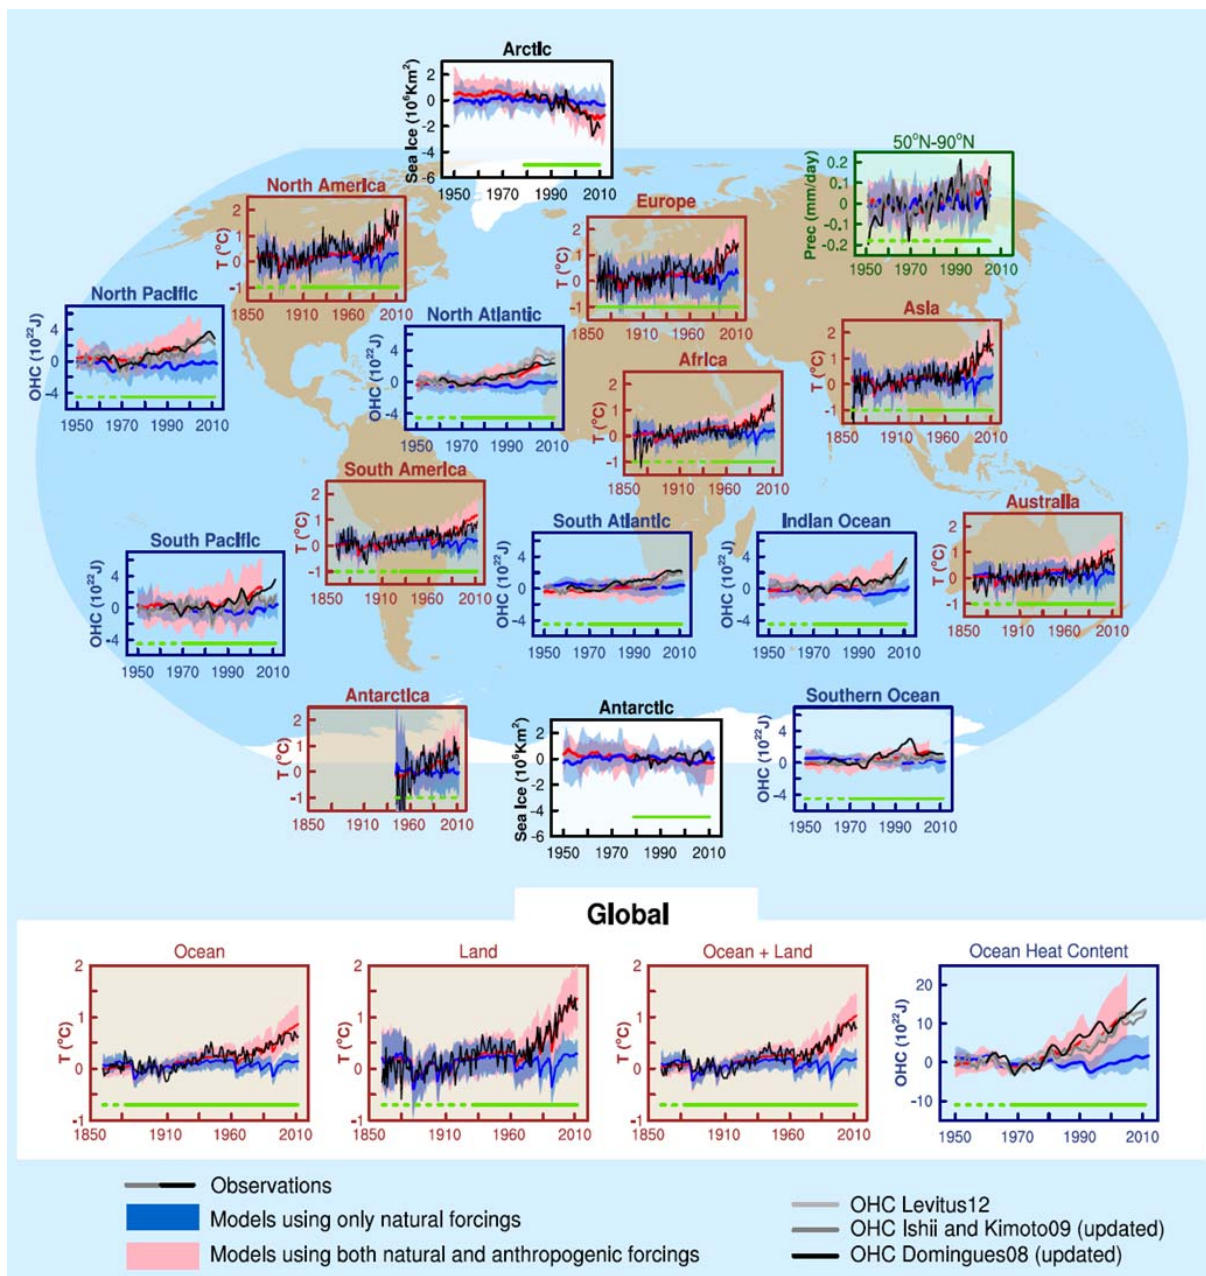 Arctic
Sea Ice (10⁶Km²)
2
0
-2
-4
-6
1950 1970 1990 2010
50°N-90°N
Prec (mm/day)
0.2
0.1
0
-0.1
-0.2
1950 1970 1990 2010
North America
T (°C)
2
1
0
-1
1850 1910 1960 2010
Europe
T (°C)
2
1
0
-1
1850 1910 1960 2010
North Pacific
OHC (10²²J)
4
0
-4
1950 1970 1990 2010
North Atlantic
OHC (10²²J)
4
0
-4
1950 1970 1990 2010
Africa
T (°C)
2
1
0
-1
1850 1910 1960 2010
Asia
T (°C)
2
1
0
-1
1850 1910 1960 2010
South America
T (°C)
2
1
0
-1
1850 1910 1960 2010
South Pacific
OHC (10²²J)
4
0
-4
1950 1970 1990 2010
South Atlantic
OHC (10²²J)
4
0
-4
1950 1970 1990 2010
Indian Ocean
OHC (10²²J)
4
0
-4
1950 1970 1990 2010
Australia
T (°C)
2
1
0
-1
1850 1910 1960 2010
Antarctica
T (°C)
2
1
0
-1
1850 1910 1960 2010
Antarctic
Sea Ice (10⁶Km²)
2
0
-2
-4
-6
1950 1970 1990 2010
Southern Ocean
OHC (10²²J)
4
0
-4
1950 1970 1990 2010
Global
Ocean
T (°C)
2
1
0
-1
1850 1910 1960 2010
Land
T (°C)
2
1
0
-1
1850 1910 1960 2010
Ocean + Land
T (°C)
2
1
0
-1
1850 1910 1960 2010
Ocean Heat Content
OHC (10²²J)
20
10
0
-10
1950 1970 1990 2010
Observations
Models using only natural forcings
Models using both natural and anthropogenic forcings
OHC Levitus12
OHC Ishii and Kimoto09 (updated)
OHC Domingues08 (updated)